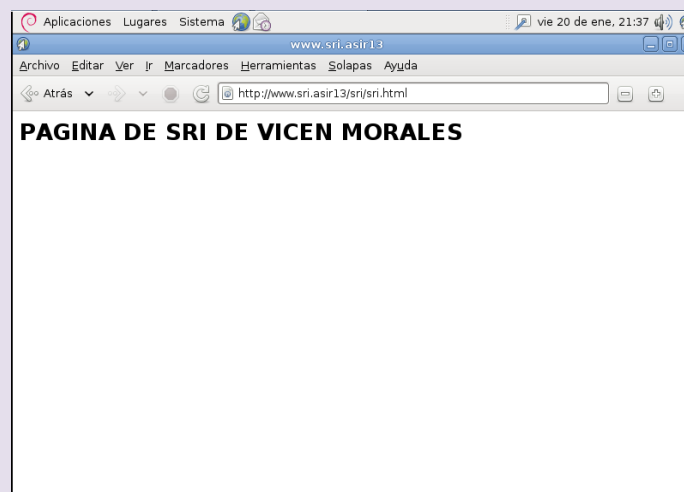 Aplicaciones Lugares Sistema vie 20 de ene, 21:37
www.sri.asir13
Archivo Editar Ver Ir Marcadores Herramientas Solapas Ayuda
Atrás http://www.sri.asir13/sri/sri.html
PAGINA DE SRI DE VICEN MORALES